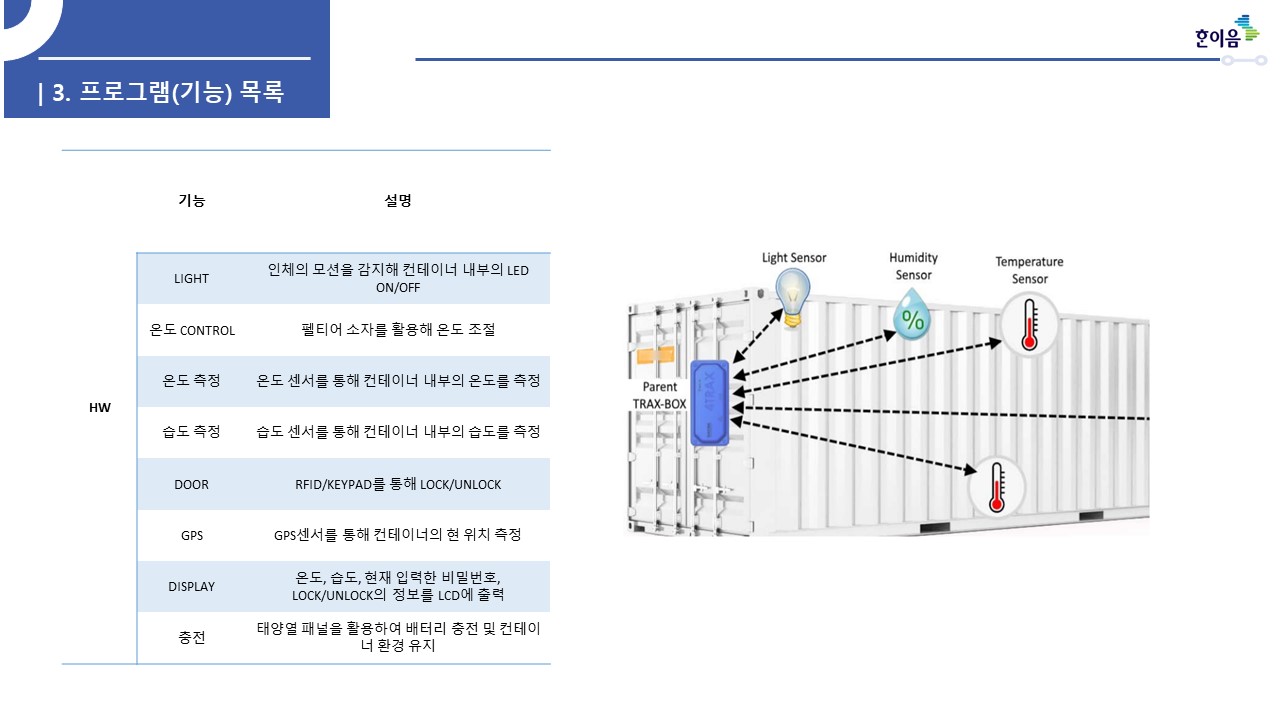 | 3. 프로그램(기능) 목록
한이음
기능 설명
HW
LIGHT 인체의 모션을 감지해 컨테이너 내부의 LED
ON/OFF
온도 CONTROL 펠티어 소자를 활용해 온도 조절
온도 측정 온도 센서를 통해 컨테이너 내부의 온도를 측정
습도 측정 습도 센서를 통해 컨테이너 내부의 습도를 측정
DOOR RFID/KEYPAD를 통해 LOCK/UNLOCK
GPS GPS센서를 통해 컨테이너의 현 위치 측정
DISPLAY 온도, 습도, 현재 입력한 비밀번호,
LOCK/UNLOCK의 정보를 LCD에 출력
충전 태양열 패널을 활용하여 배터리 충전 및 컨테이
너 환경 유지
Light Sensor
Humidity
Sensor
Temperature
Sensor
%
Parent
TRAX-BOX
4TRAX